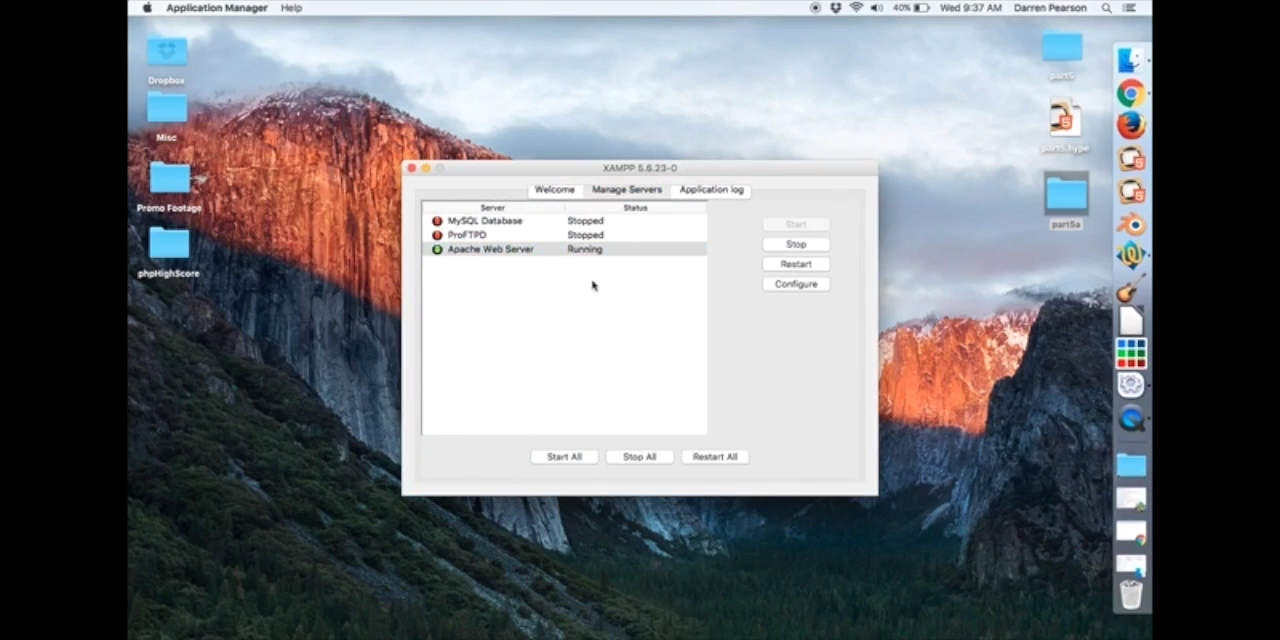 Application Manager Help 40% Wed 9:37 AM Darren Pearson
Dropbox
Misc
Promo Footage
phpHighScore
part5
part5.hype
part5a
XAMPP 5.6.23-0
Welcome Manage Servers Application log
Server Status
MySQL Database Stopped
ProFTPD Stopped
Apache Web Server Running
Start
Stop
Restart
Configure
Start All Stop All Restart All